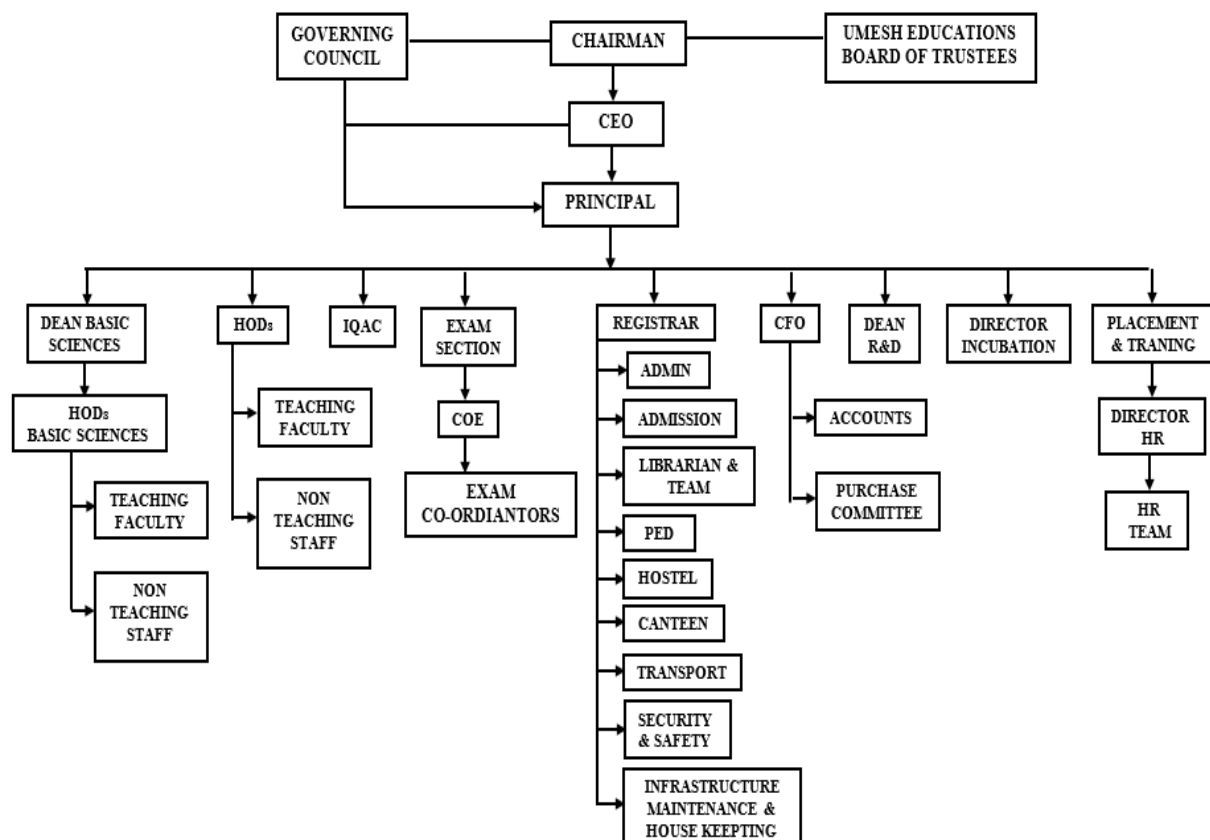 GOVERNING
COUNCIL
CHAIRMAN
UMESH EDUCATIONS
BOARD OF TRUSTEES
CEO
PRINCIPAL
DEAN BASIC
SCIENCES
HODs
IQAC
EXAM
SECTION
REGISTRAR
CFO
DEAN
R&D
DIRECTOR
INCUBATION
PLACEMENT
& TRANING
HODs
BASIC SCIENCES
TEACHING
FACULTY
NON
TEACHING
STAFF
TEACHING
FACULTY
NON
TEACHING
STAFF
COE
EXAM
CO-ORDIANTORS
ADMIN
ADMISSION
LIBRARIAN &
TEAM
PED
HOSTEL
CANTEEN
TRANSPORT
SECURITY
& SAFETY
INFRASTRUCTURE
MAINTENANCE &
HOUSE KEEPTING
ACCOUNTS
PURCHASE
COMMITTEE
DIRECTOR
HR
HR
TEAM